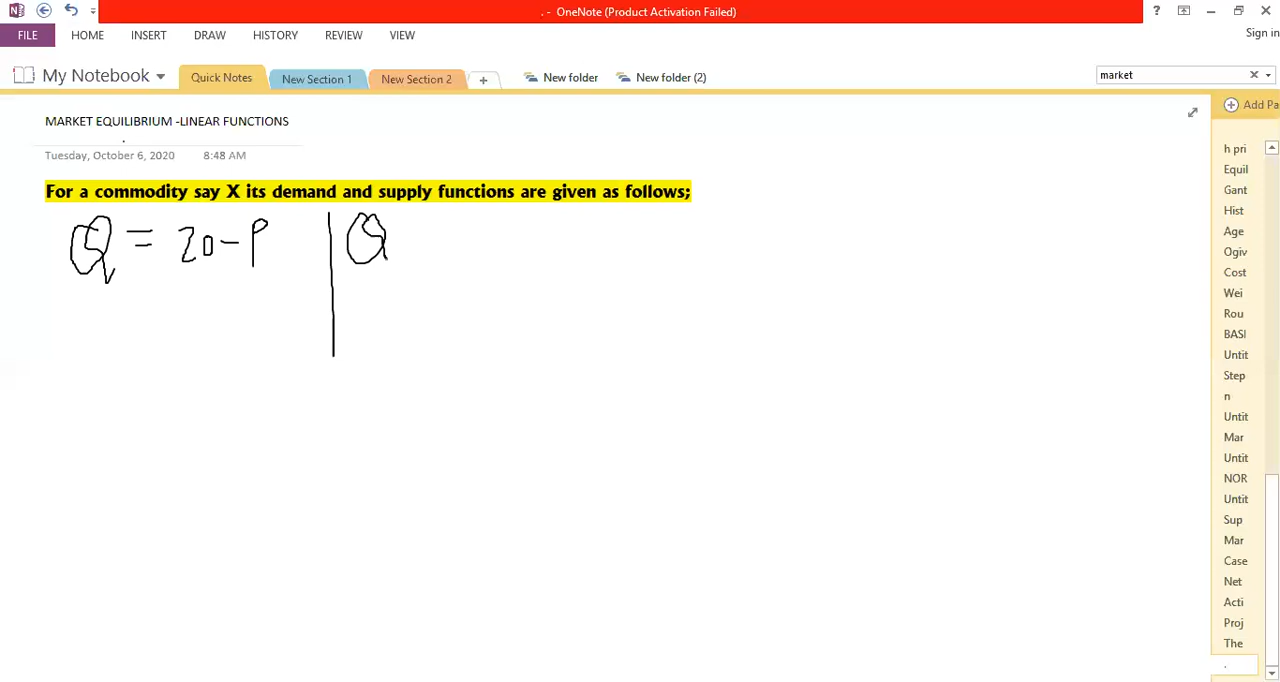 . - OneNote (Product Activation Failed)
?
FILE HOME INSERT DRAW HISTORY REVIEW VIEW
Sign in
My Notebook Quick Notes New Section 1 New Section 2 + New folder New folder (2)
market
Add Pa
MARKET EQUILIBRIUM -LINEAR FUNCTIONS
Tuesday, October 6, 2020 8:48 AM
For a commodity say X its demand and supply functions are given as follows;
Q = 20 - P | Q
h pri
Equil
Gant
Hist
Age
Ogiv
Cost
Wei
Rou
BASI
Untit
Step
n
Untit
Mar
Untit
NOR
Untit
Sup
Mar
Case
Net
Acti
Proj
The
.